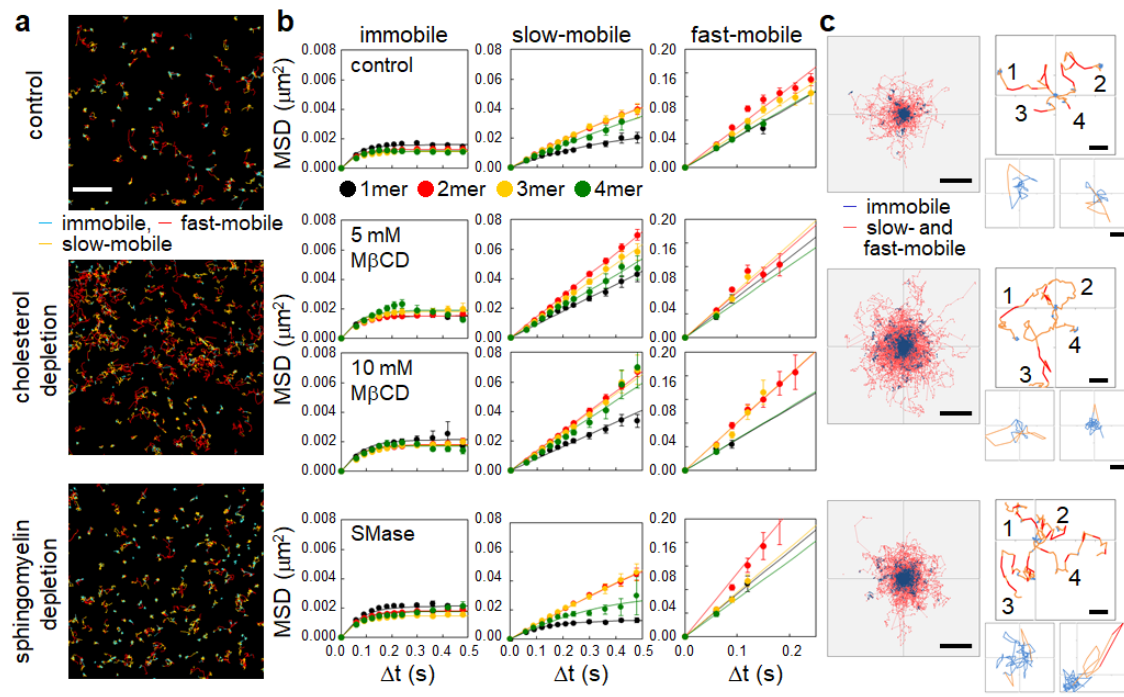 a
b
c
immobile
slow-mobile
fast-mobile
control
control
MSD (μm²)
0.008
0.006
0.004
0.002
0.000
0.08
0.06
0.04
0.02
0.00
0.20
0.16
0.12
0.08
0.04
0.00
1mer 2mer 3mer 4mer
1
2
3
4
immobile, fast-mobile
slow-mobile
immobile
slow- and
fast-mobile
cholesterol
depletion
5 mM
MβCD
MSD (μm²)
0.008
0.006
0.004
0.002
0.000
0.08
0.06
0.04
0.02
0.00
0.20
0.16
0.12
0.08
0.04
0.00
10 mM MβCD
MSD (μm²)
0.008
0.006
0.004
0.002
0.000
0.08
0.06
0.04
0.02
0.00
0.20
0.16
0.12
0.08
0.04
0.00
1
2
3
4
sphingomyelin
depletion
SMase
MSD (μm²)
0.008
0.006
0.004
0.002
0.000
0.08
0.06
0.04
0.02
0.00
0.20
0.16
0.12
0.08
0.04
0.00
0 0.1 0.2 0.3 0.4 0.5
0 0.1 0.2 0.3 0.4 0.5
0 0.1 0.2
Δt (s)
Δt (s)
Δt (s)
1
2
3
4